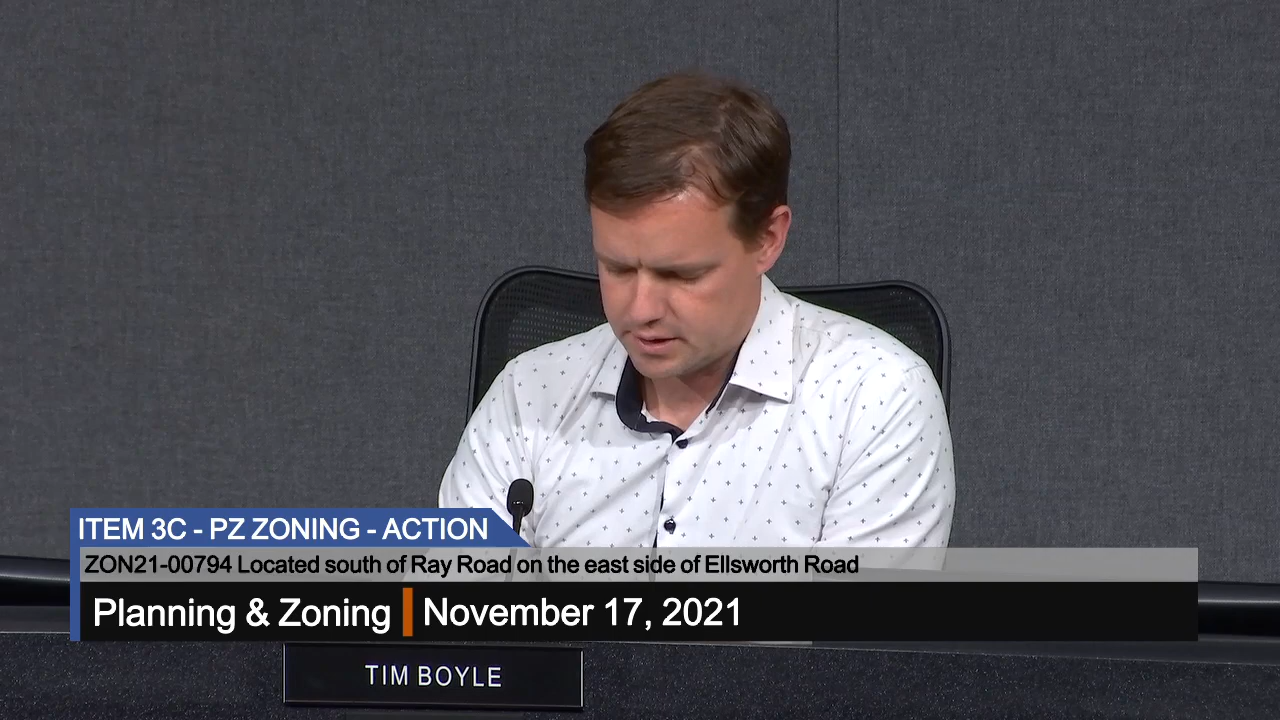 ITEM 3C - PZ ZONING - ACTION
ZON21-00794 Located south of Ray Road on the east side of Ellsworth Road
Planning & Zoning
November 17, 2021
TIM BOYLE